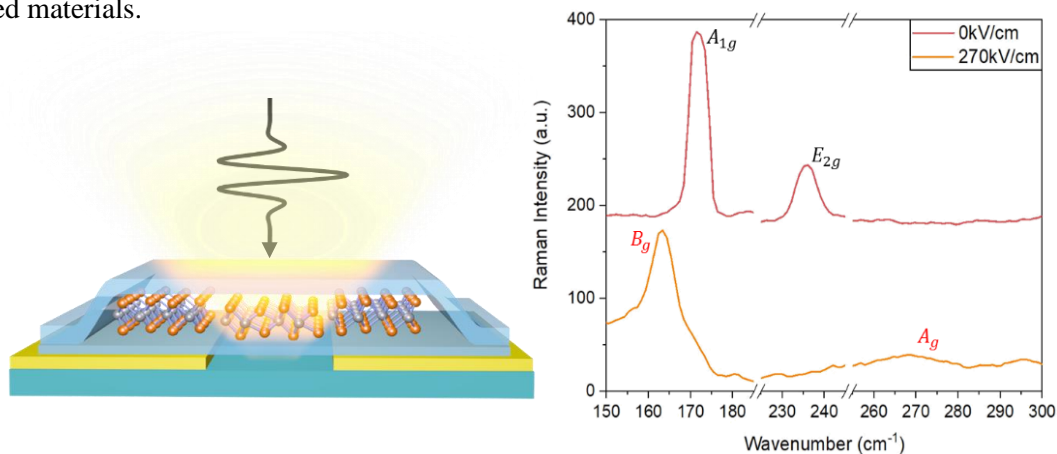 ed materials.
400
300
200
100
0
Raman Intensity (a.u.)
0kV/cm
270kV/cm
A1g
E2g
Bg
Ag
150 160 170 180 230 240 260 270 280 290 300
Wavenumber (cm-1)